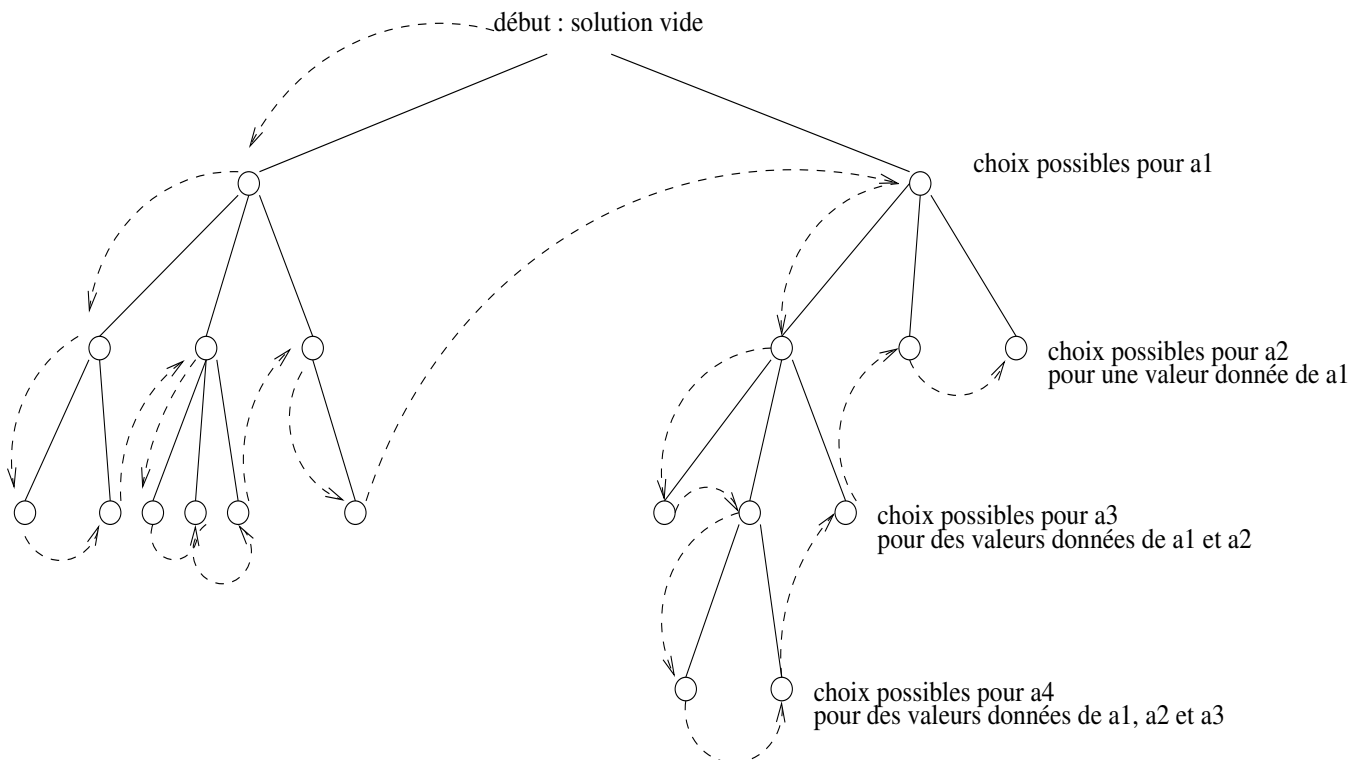 début : solution vide
choix possibles pour a1
choix possibles pour a2
pour une valeur donnée de a1
choix possibles pour a3
pour des valeurs données de a1 et a2
choix possibles pour a4
pour des valeurs données de a1, a2 et a3